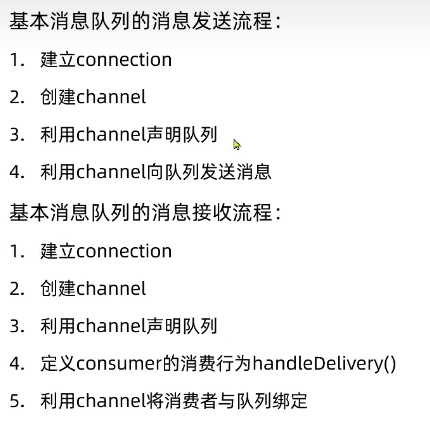 基本消息队列的消息发送流程：
1. 建立connection
2. 创建channel
3. 利用channel声明队列
4. 利用channel向队列发送消息
基本消息队列的消息接收流程：
1. 建立connection
2. 创建channel
3. 利用channel声明队列
4. 定义consumer的消费行为handleDelivery()
5. 利用channel将消费者与队列绑定